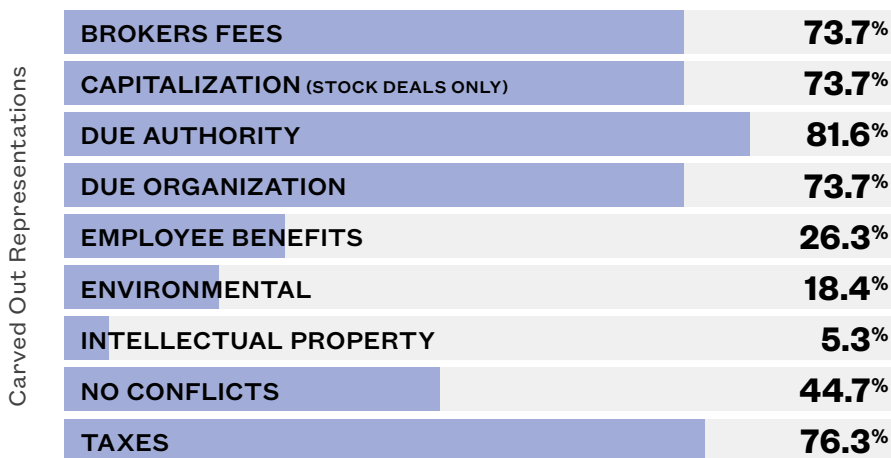 Carved Out Representations
BROKERS FEES 73.7%
CAPITALIZATION (STOCK DEALS ONLY) 73.7%
DUE AUTHORITY 81.6%
DUE ORGANIZATION 73.7%
EMPLOYEE BENEFITS 26.3%
ENVIRONMENTAL 18.4%
INTELLECTUAL PROPERTY 5.3%
NO CONFLICTS 44.7%
TAXES 76.3%